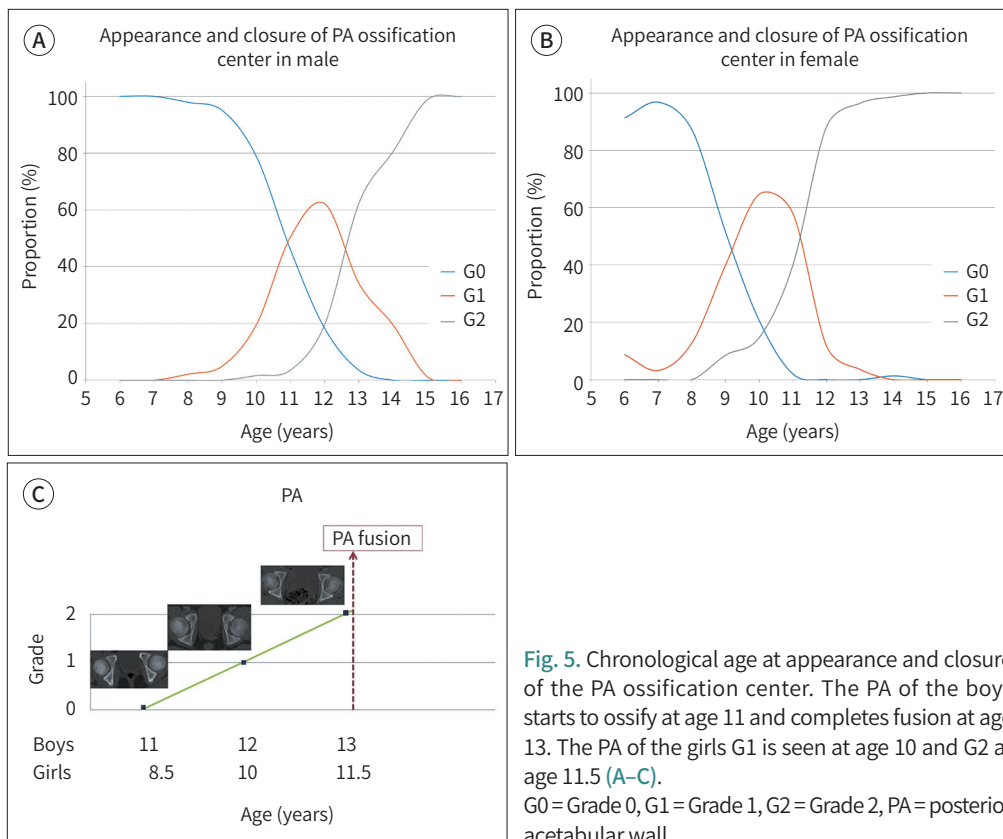 A
Appearance and closure of PA ossification
center in male
Proportion (%)
100
80
60
40
20
0
G0
G1
G2
5 6 7 8 9 10 11 12 13 14 15 16 17
Age (years)
B
Appearance and closure of PA ossification
center in female
Proportion (%)
100
80
60
40
20
0
G0
G1
G2
5 6 7 8 9 10 11 12 13 14 15 16 17
Age (years)
C
PA
PA fusion
Grade
2
1
0
Boys 11 12 13
Girls 8.5 10 11.5
Age (years)
Fig. 5. Chronological age at appearance and closure
of the PA ossification center. The PA of the boy
starts to ossify at age 11 and completes fusion at ag
13. The PA of the girls G1 is seen at age 10 and G2 a
age 11.5 (A–C).
G0 = Grade 0, G1 = Grade 1, G2 = Grade 2, PA = posterio
acetabular wall